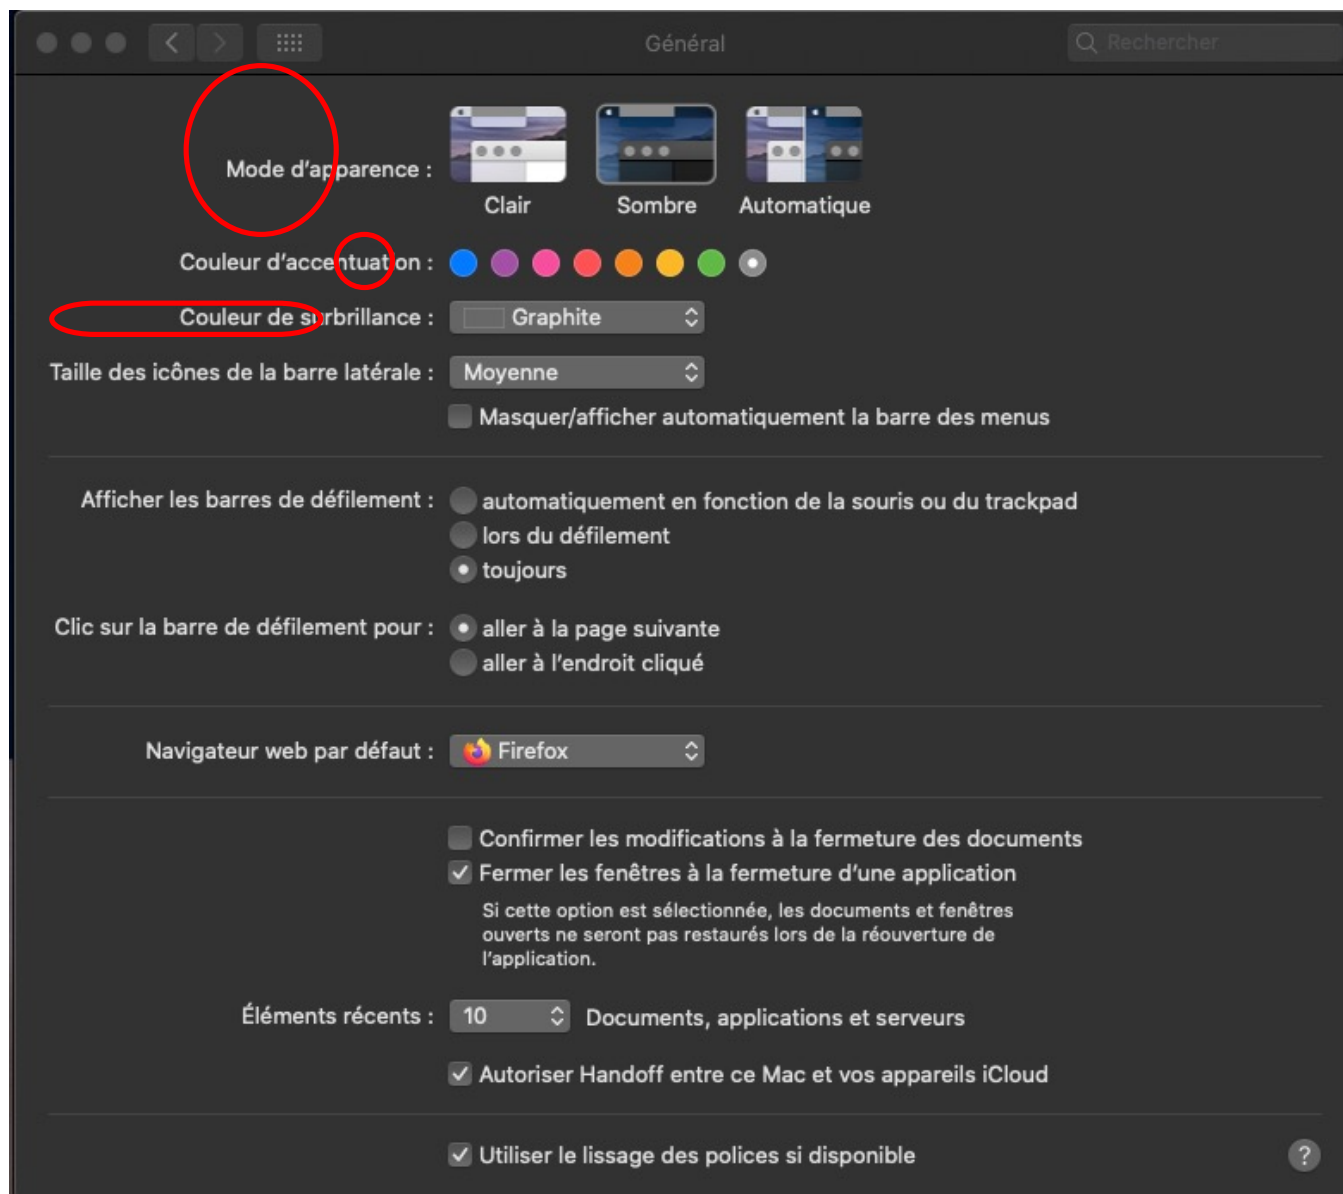 Général
Rechercher
Mode d'apparence :
Clair Sombre Automatique
Couleur d'accentuation :
Couleur de surbrillance : Graphite
Taille des icônes de la barre latérale : Moyenne
Masquer/afficher automatiquement la barre des menus
Afficher les barres de défilement : automatiquement en fonction de la souris ou du trackpad
lors du défilement
toujours
Clic sur la barre de défilement pour : aller à la page suivante
aller à l'endroit cliqué
Navigateur web par défaut : Firefox
Confirmer les modifications à la fermeture des documents
Fermer les fenêtres à la fermeture d'une application
Si cette option est sélectionnée, les documents et fenêtres
ouverts ne seront pas restaurés lors de la réouverture de
l'application.
Éléments récents : 10 Documents, applications et serveurs
Autoriser Handoff entre ce Mac et vos appareils iCloud
Utiliser le lissage des polices si disponible
?